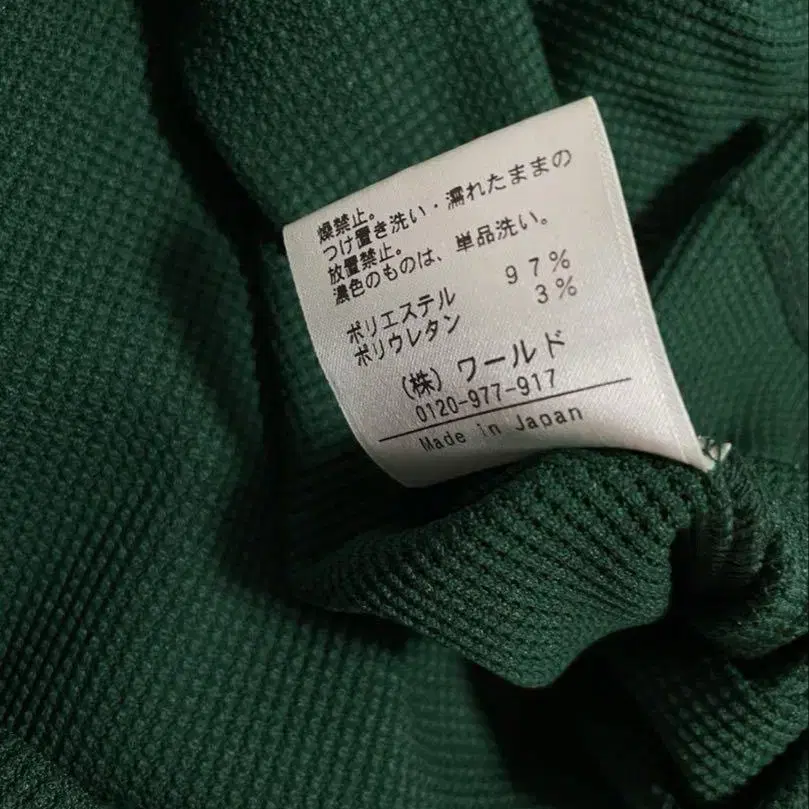 燥禁止。
つけ置き洗い・濡れたままの
放置禁止。
濃色のものは、単品洗い。
ポリエステル 97%
ポリウレタン 3%
(株) ワールド
0120-977-917
Made in Japan